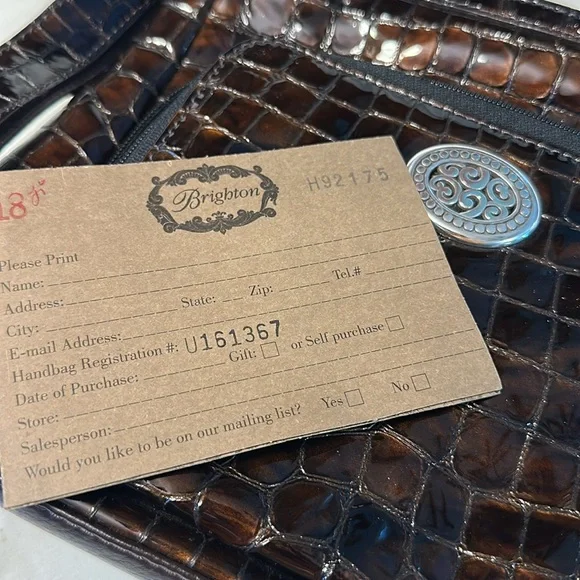 18
Brighton
H92175
Please Print
Name:
Address:
City: State: Zip: Tel.#
E-mail Address:
Handbag Registration #: U161367
Date of Purchase: Gift: or Self purchase
Store:
Salesperson:
Would you like to be on our mailing list? Yes No